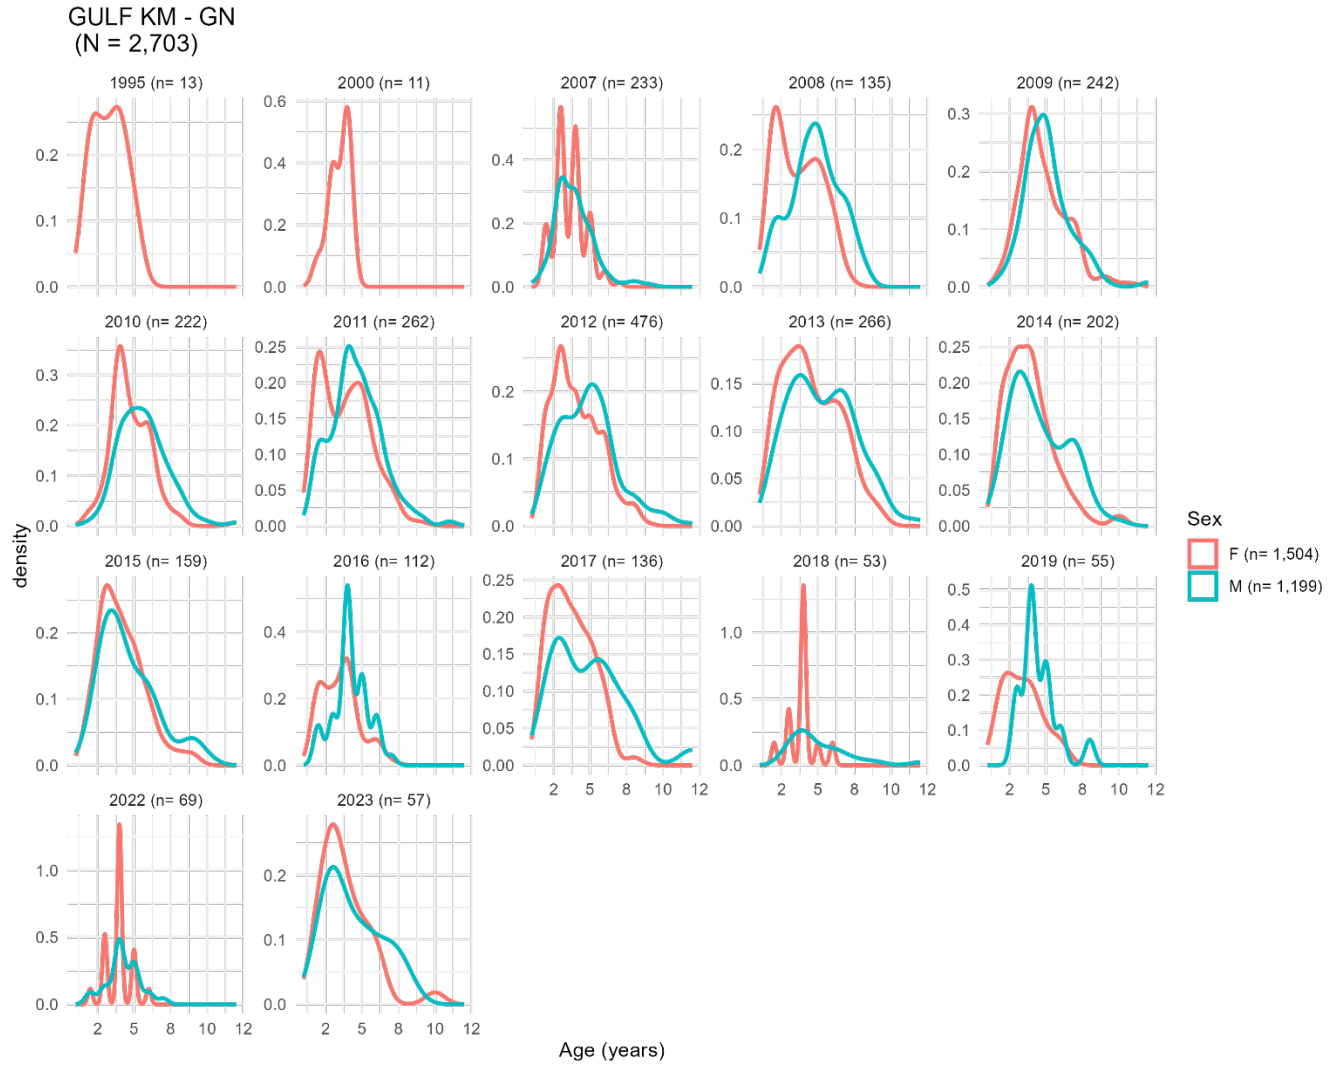 GULF KM - GN
(N = 2,703)
1995 (n= 13)
2000 (n= 11)
2007 (n= 233)
2008 (n= 135)
2009 (n= 242)
0.2
0.1
0.0
0.6
0.4
0.2
0.0
0.4
0.2
0.0
0.2
0.1
0.0
0.3
0.2
0.1
0.0
2010 (n= 222)
2011 (n= 262)
2012 (n= 476)
2013 (n= 266)
2014 (n= 202)
0.3
0.2
0.1
0.0
0.25
0.20
0.15
0.10
0.05
0.00
0.2
0.1
0.0
0.15
0.10
0.05
0.00
0.25
0.20
0.15
0.10
0.05
0.00
density
2015 (n= 159)
2016 (n= 112)
2017 (n= 136)
2018 (n= 53)
2019 (n= 55)
0.2
0.1
0.0
0.4
0.2
0.0
0.25
0.20
0.15
0.10
0.05
0.00
1.0
0.5
0.0
0.5
0.4
0.3
0.2
0.1
0.0
2 5 8 10 12
2 5 8 10 12
2 5 8 10 12
2022 (n= 69)
2023 (n= 57)
1.0
0.5
0.0
0.2
0.1
0.0
2 5 8 10 12
2 5 8 10 12
Age (years)
Sex
F (n= 1,504)
M (n= 1,199)